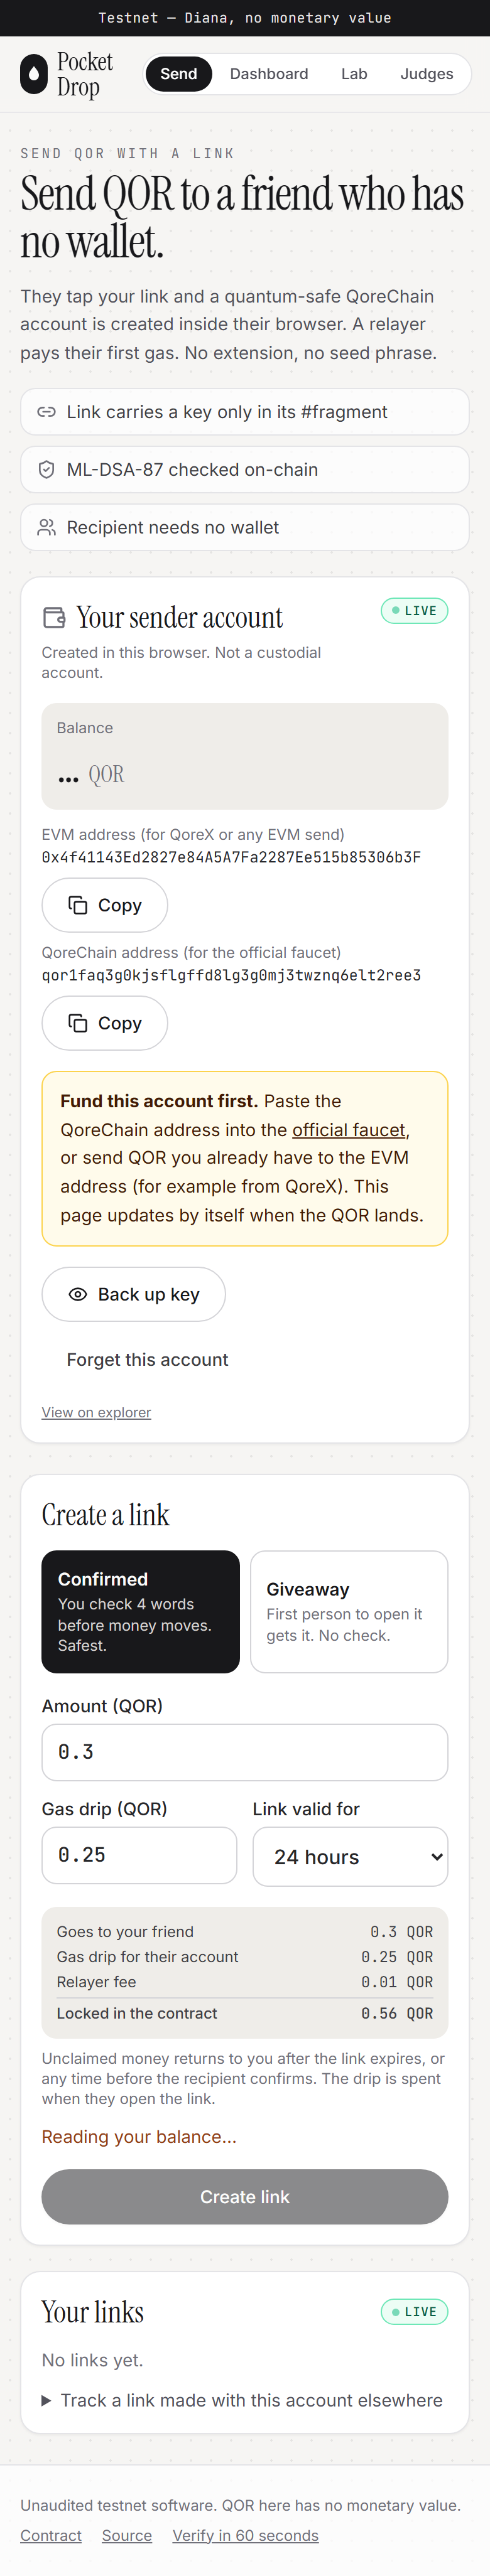 Testnet — Diana, no monetary value
Pocket
Drop
Send
Dashboard
Lab
Judges
SEND QOR WITH A LINK
Send QOR to a friend who has
no wallet.
They tap your link and a quantum-safe QoreChain
account is created inside their browser. A relayer
pays their first gas. No extension, no seed phrase.
Link carries a key only in its #fragment
ML-DSA-87 checked on-chain
Recipient needs no wallet
Your sender account
LIVE
Created in this browser. Not a custodial
account.
Balance
... QOR
EVM address (for QoreX or any EVM send)
0x4f41143Ed2827e84A5A7Fa2287Ee515b85306b3F
Copy
QoreChain address (for the official faucet)
qor1faq3g0kjsflgffd8lg3g0mj3twznq6elt2ree3
Copy
Fund this account first. Paste the
QoreChain address into the official faucet,
or send QOR you already have to the EVM
address (for example from QoreX). This
page updates by itself when the QOR lands.
Back up key
Forget this account
View on explorer
Create a link
Confirmed
You check 4 words
before money moves.
Safest.
Giveaway
First person to open it
gets it. No check.
Amount (QOR)
0.3
Gas drip (QOR)
Link valid for
0.25
24 hours
Goes to your friend 0.3 QOR
Gas drip for their account 0.25 QOR
Relayer fee 0.01 QOR
Locked in the contract 0.56 QOR
Unclaimed money returns to you after the link expires, or
any time before the recipient confirms. The drip is spent
when they open the link.
Reading your balance...
Create link
Your links
LIVE
No links yet.
Track a link made with this account elsewhere
Unaudited testnet software. QOR here has no monetary value.
Contract Source Verify in 60 seconds